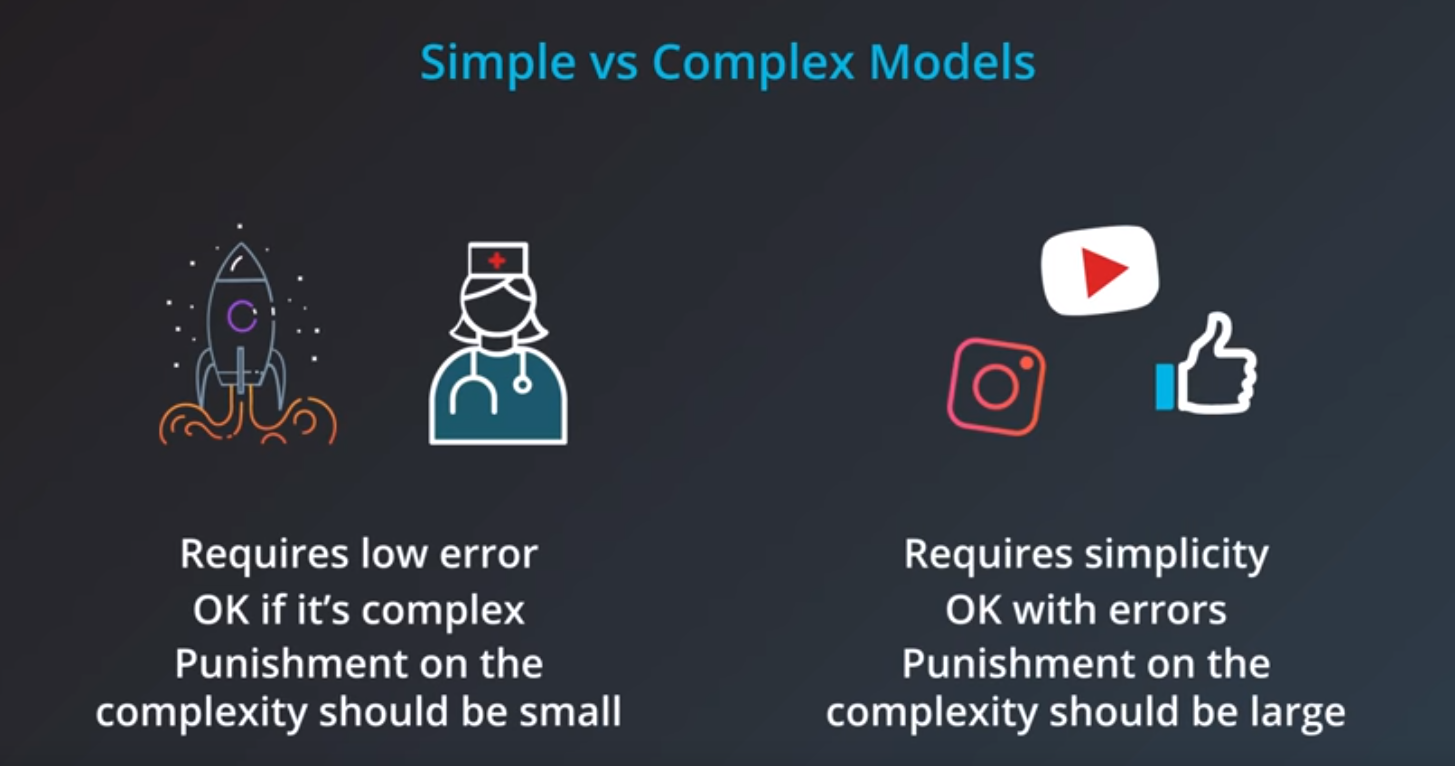 Simple vs Complex Models
Requires low error
OK if it's complex
Punishment on the
complexity should be small
Requires simplicity
OK with errors
Punishment on the
complexity should be large